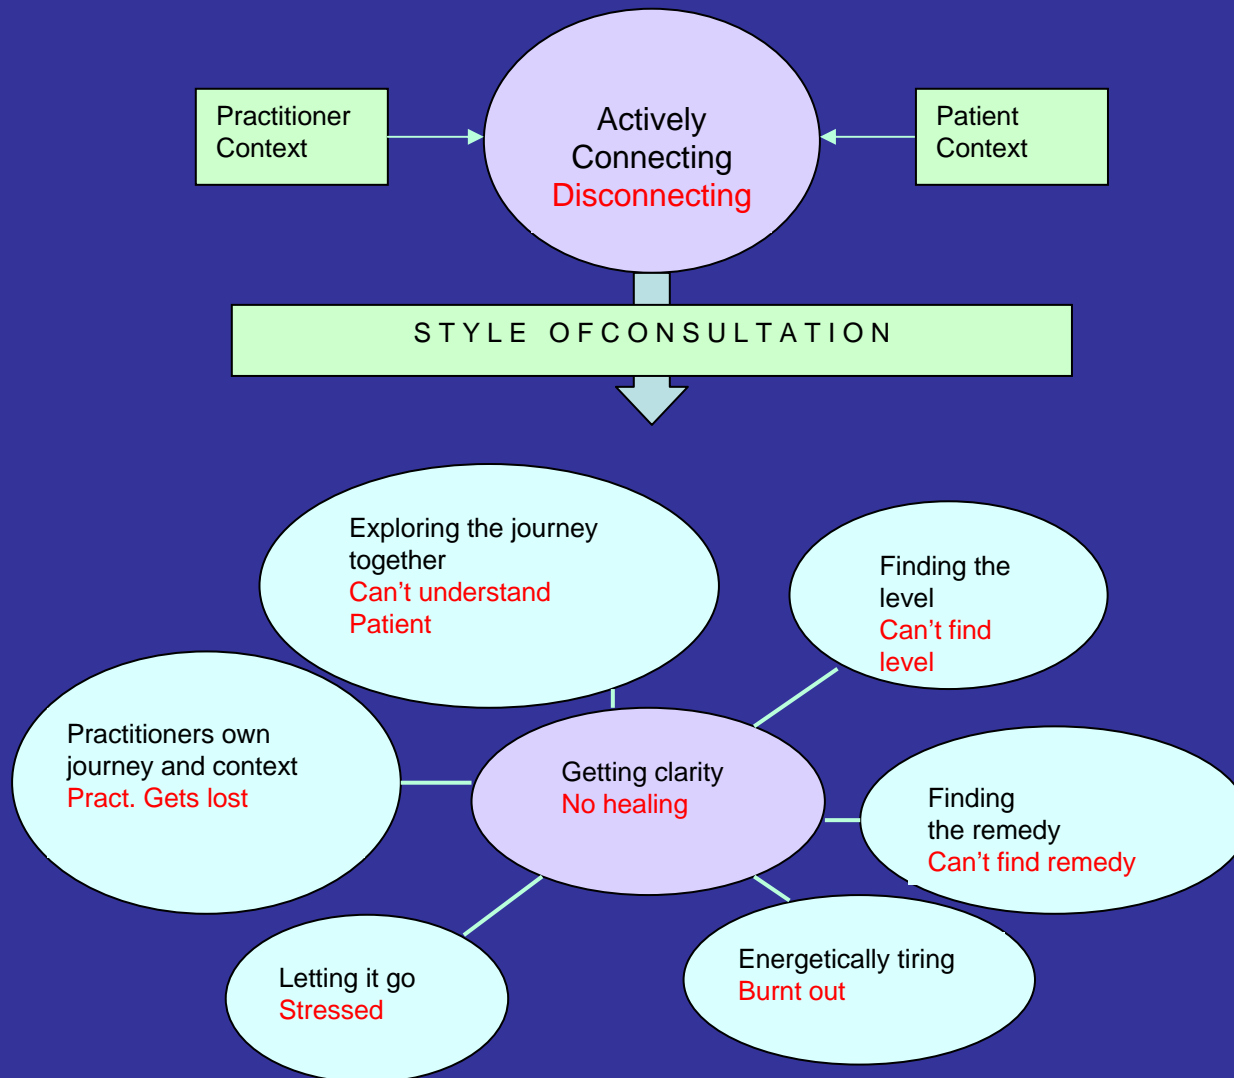 Practitioner
Context
Actively
Connecting
Disconnecting
Patient
Context
S T Y L E   O F C O N S U L T A T I O N
Exploring the journey
together
Can't understand
Patient
Finding the
level
Can't find
level
Practitioners own
journey and context
Pract. Gets lost
Getting clarity
No healing
Finding
the remedy
Can't find remedy
Letting it go
Stressed
Energetically tiring
Burnt out